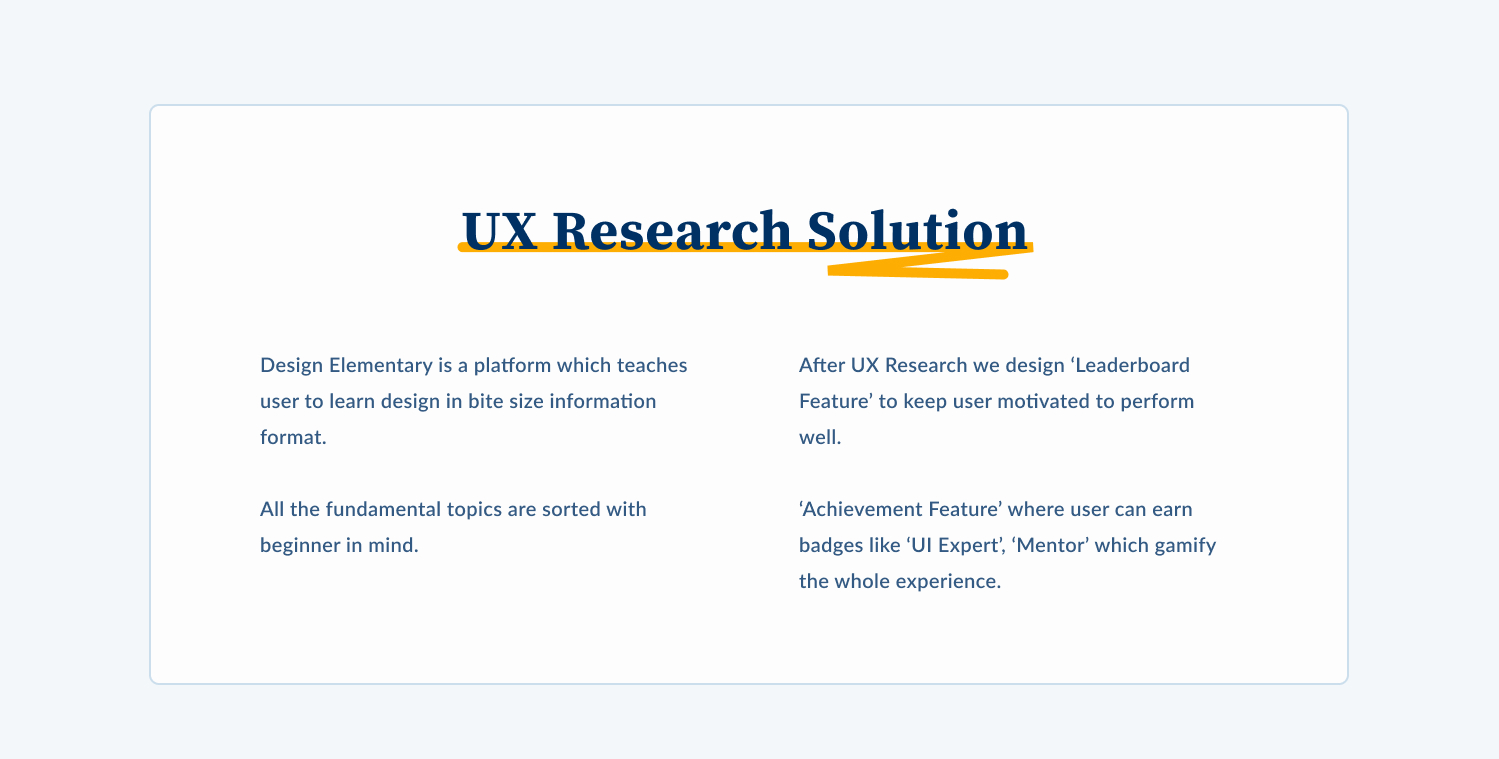 UX Research Solution
Design Elementary is a platform which teaches
user to learn design in bite size information
format.
All the fundamental topics are sorted with
beginner in mind.
After UX Research we design ‘Leaderboard
Feature’ to keep user motivated to perform
well.
‘Achievement Feature’ where user can earn
badges like ‘UI Expert’, ‘Mentor’ which gamify
the whole experience.